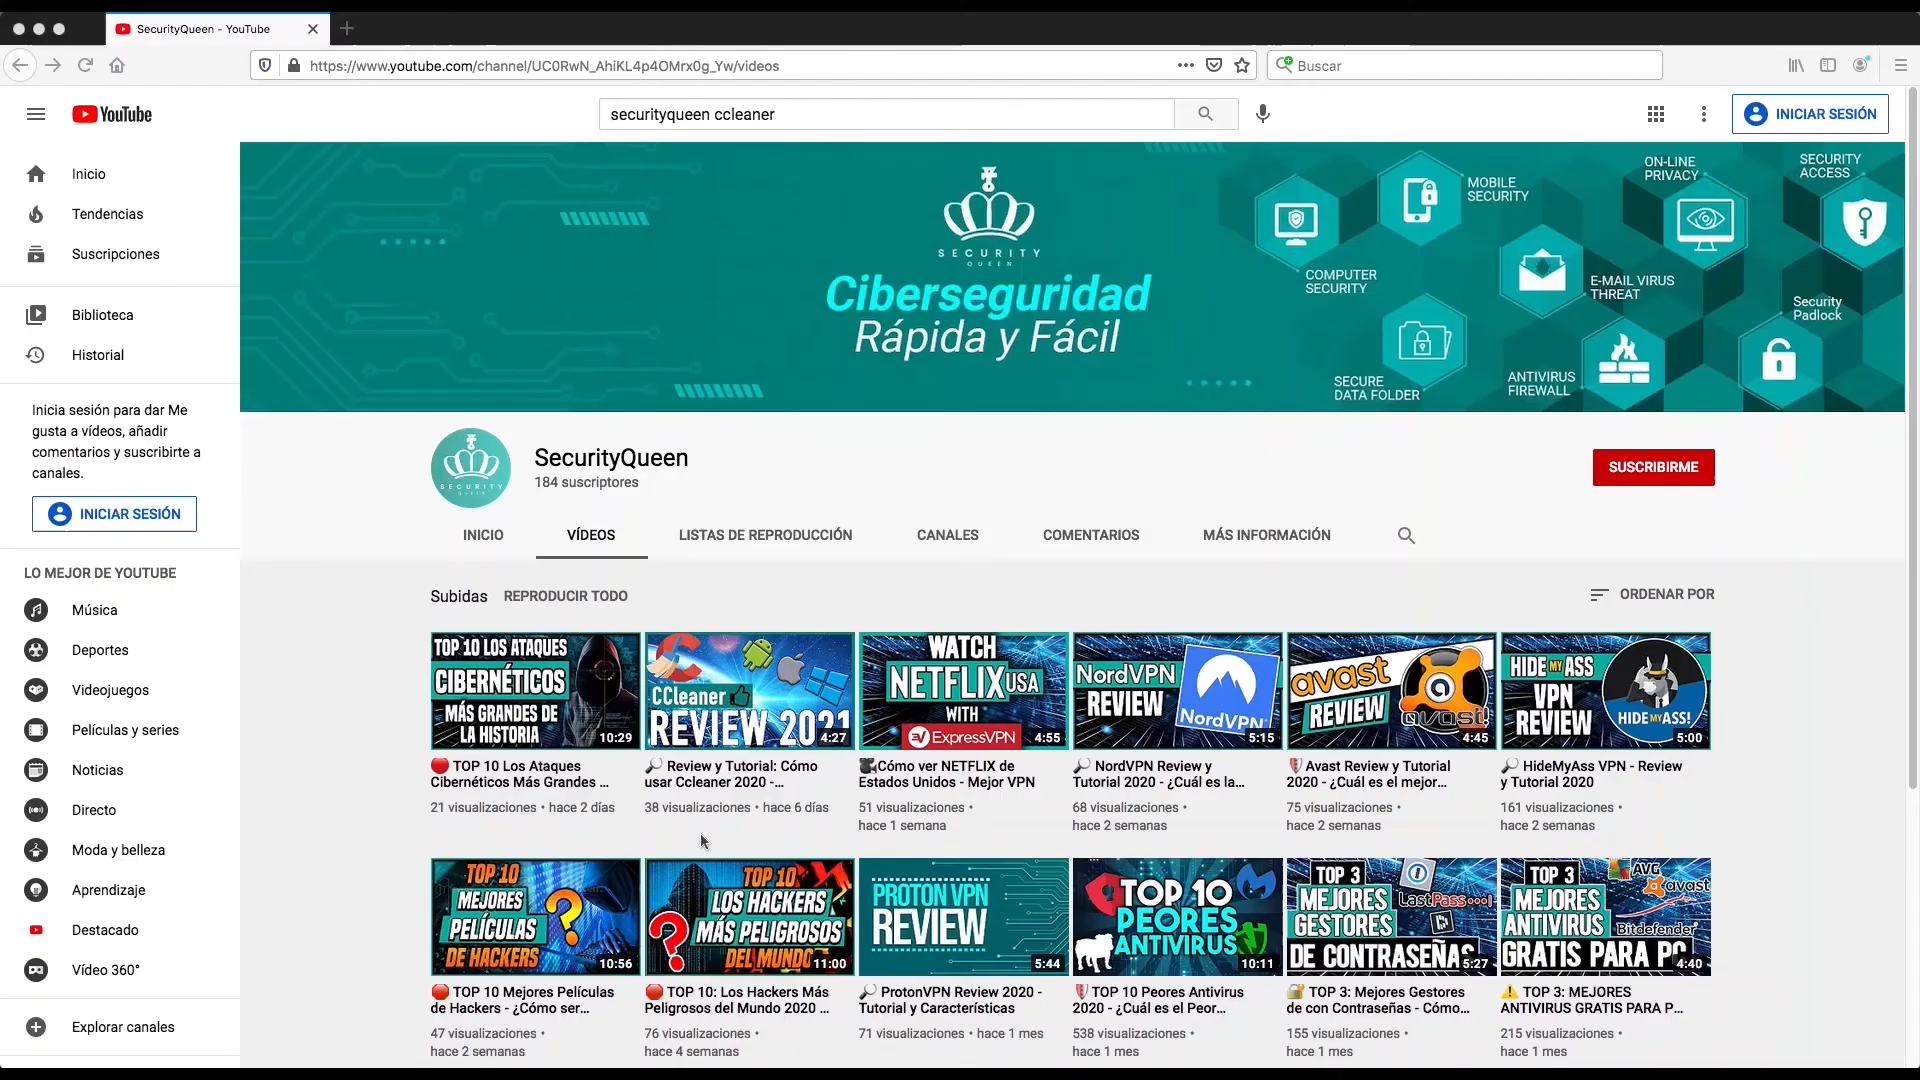 SecurityQueen - YouTube
https://www.youtube.com/channel/UC0RwN_AhiKL4p4OMrx0g_Yw/videos
Buscar
YouTube
securityqueen ccleaner
INICIAR SESIÓN
Inicio
Tendencias
Suscripciones
Biblioteca
Historial
Inicia sesión para dar Me
gusta a vídeos, añadir
comentarios y suscribirte a
canales.
INICIAR SESIÓN
LO MEJOR DE YOUTUBE
Música
Deportes
Videojuegos
Películas y series
Noticias
Directo
Moda y belleza
Aprendizaje
Destacado
Vídeo 360°
Explorar canales
SECURITY
QUEEN
Ciberseguridad
Rápida y Fácil
COMPUTER
SECURITY
MOBILE
SECURITY
ON-LINE
PRIVACY
SECURITY
ACCESS
E-MAIL VIRUS
THREAT
Security
Padlock
SECURE
DATA FOLDER
ANTIVIRUS
FIREWALL
SECURITY
SecurityQueen
184 suscriptores
SUSCRIBIRME
INICIO
VÍDEOS
LISTAS DE REPRODUCCIÓN
CANALES
COMENTARIOS
MÁS INFORMACIÓN
Subidas
REPRODUCIR TODO
ORDENAR POR
TOP 10 LOS ATAQUES
CIBERNÉTICOS
MÁS GRANDES DE
LA HISTORIA
10:29
🔴 TOP 10 Los Ataques
Cibernéticos Más Grandes ...
21 visualizaciones • hace 2 días
CCleaner
REVIEW 2021
4:27
🔎 Review y Tutorial: Cómo
usar Ccleaner 2020 -...
38 visualizaciones • hace 6 días
WATCH
NETFLIX USA
WITH
ExpressVPN
4:55
🎥Cómo ver NETFLIX de
Estados Unidos - Mejor VPN
51 visualizaciones •
hace 1 semana
NordVPN
REVIEW
NordVPN
5:15
🔎 NordVPN Review y
Tutorial 2020 - ¿Cuál es la...
68 visualizaciones •
hace 2 semanas
avast
REVIEW
avast!
4:45
Avast Review y Tutorial
2020 - ¿Cuál es el mejor...
75 visualizaciones •
hace 2 semanas
HIDE MY ASS
VPN
REVIEW
HIDE MY ASS!
5:00
🔎 HideMyAss VPN - Review
y Tutorial 2020
161 visualizaciones •
hace 2 semanas
TOP 10
MEJORES
PELÍCULAS
DE HACKERS
?
10:56
🔴 TOP 10 Mejores Películas
de Hackers - ¿Cómo ser...
47 visualizaciones •
hace 2 semanas
TOP 10
LOS HACKERS
MÁS PELIGROSOS
DEL MUNDO
?
11:00
🔴 TOP 10: Los Hackers Más
Peligrosos del Mundo 2020 ...
76 visualizaciones •
hace 4 semanas
PROTON VPN
REVIEW
5:44
🔎 ProtonVPN Review 2020 -
Tutorial y Características
71 visualizaciones • hace 1 mes
TOP 10
PEORES
ANTIVIRUS
10:11
TOP 10 Peores Antivirus
2020 - ¿Cuál es el Peor...
538 visualizaciones •
hace 1 mes
TOP 3
MEJORES
GESTORES
DE CONTRASEÑAS
LastPass
5:27
🔐 TOP 3: Mejores Gestores
de con Contraseñas - Cómo...
155 visualizaciones •
hace 1 mes
TOP 3
MEJORES
ANTIVIRUS
GRATIS PARA PC
AVG
avast
Bitdefender
4:40
⚠️ TOP 3: MEJORES
ANTIVIRUS GRATIS PARA P...
215 visualizaciones •
hace 1 mes